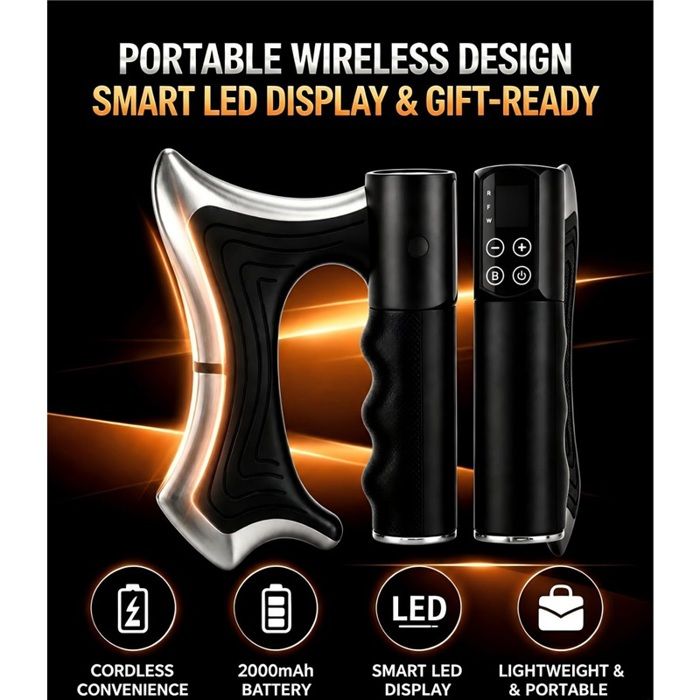 PORTABLE WIRELESS DESIGN
SMART LED DISPLAY & GIFT-READY
R
F
W
B
LED
CORDLESS
CONVENIENCE
2000mAh
BATTERY
SMART LED
DISPLAY
LIGHTWEIGHT &
& PORTABLE